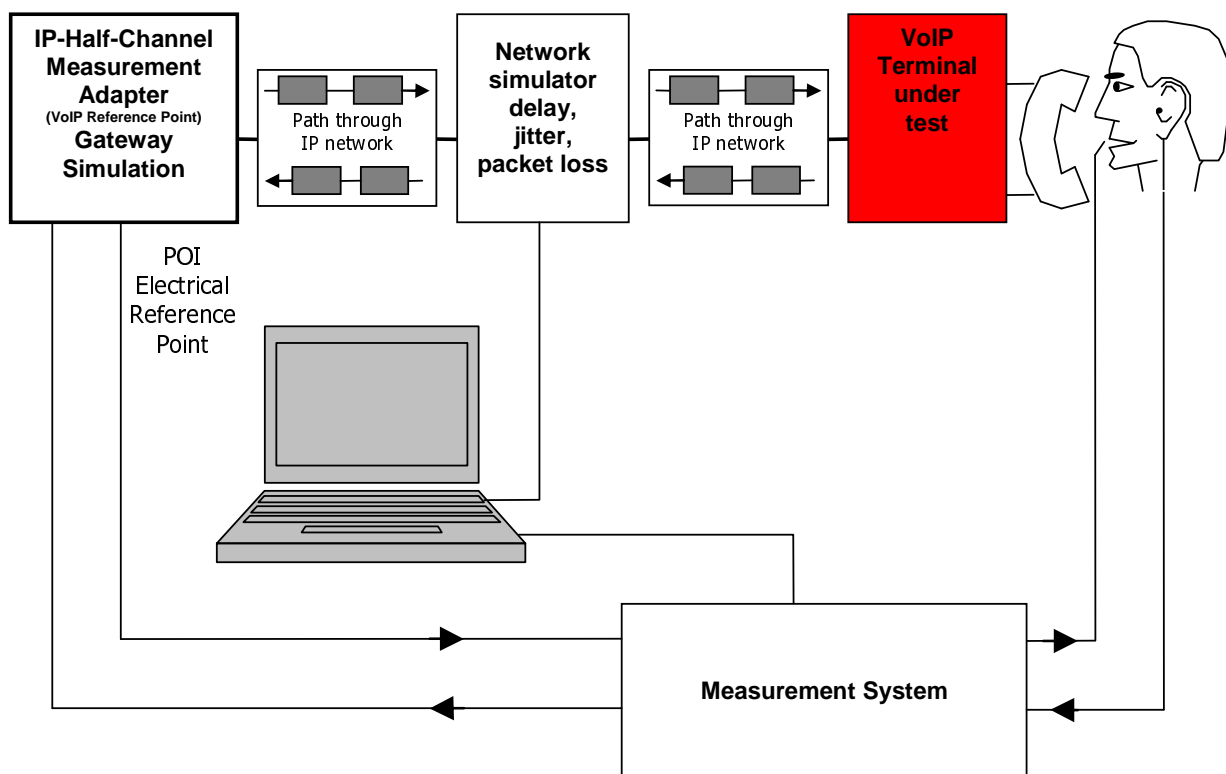 IP-Half-Channel
Measurement
Adapter
(VoIP Reference Point)
Gateway
Simulation
Path through
IP network
Network
simulator
delay,
jitter,
packet loss
Path through
IP network
VoIP
Terminal
under
test
POI
Electrical
Reference
Point
Measurement System